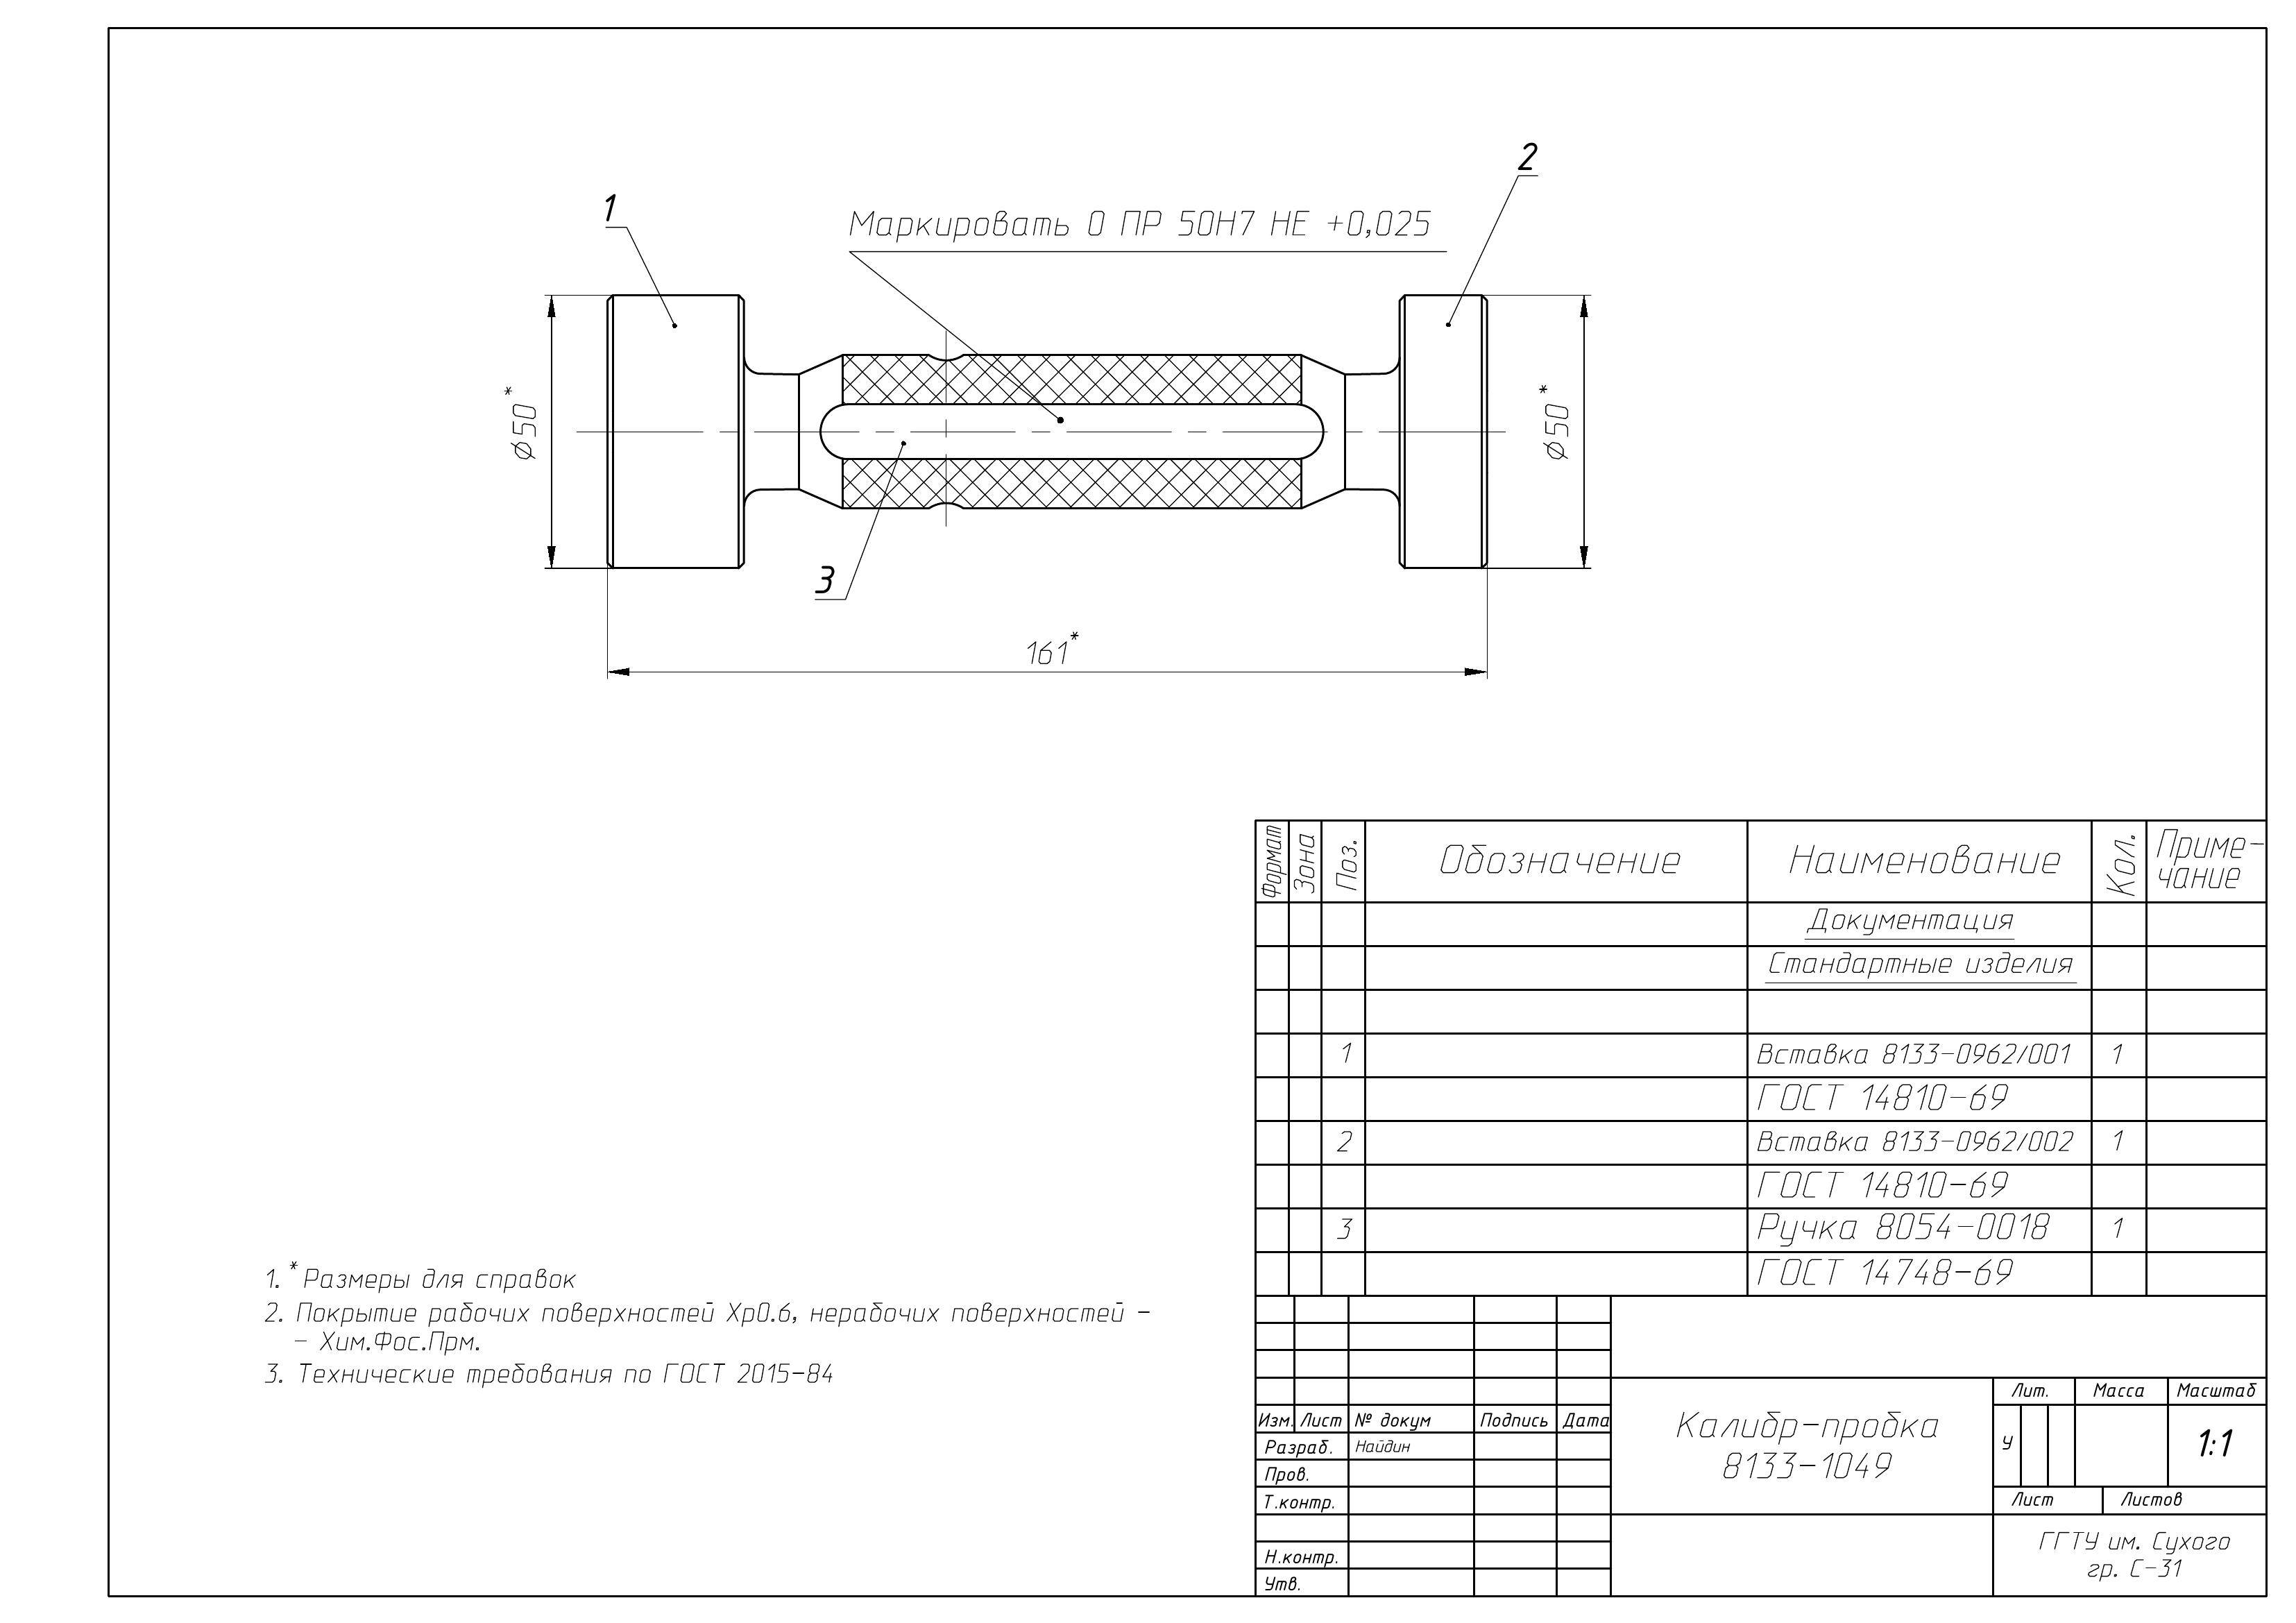 2
1
Маркировать 0 ПР 50Н7 НЕ +0,025
⌀50*
⌀50*
3
161*
Формат Зона Поз. Обозначение Наименование Кол. Приме-
чание
Документация
Стандартные изделия
1 Вставка 8133-0962/001 1
ГОСТ 14810-69
2 Вставка 8133-0962/002 1
ГОСТ 14810-69
3 Ручка 8054-0018 1
ГОСТ 14748-69
1. * Размеры для справок
2. Покрытие рабочих поверхностей Хр0.6, нерабочих поверхностей -
- Хим.Фос.Прм.
3. Технические требования по ГОСТ 2015-84
Изм. Лист № докум Подпись Дата
Разраб. Найдин
Пров.
Т.контр.
Н.контр.
Утв.
Калибр-пробка
8133-1049
Лит. Масса Масштаб
у 1:1
Лист Листов
ГГТУ им. Сухого
гр. С-31